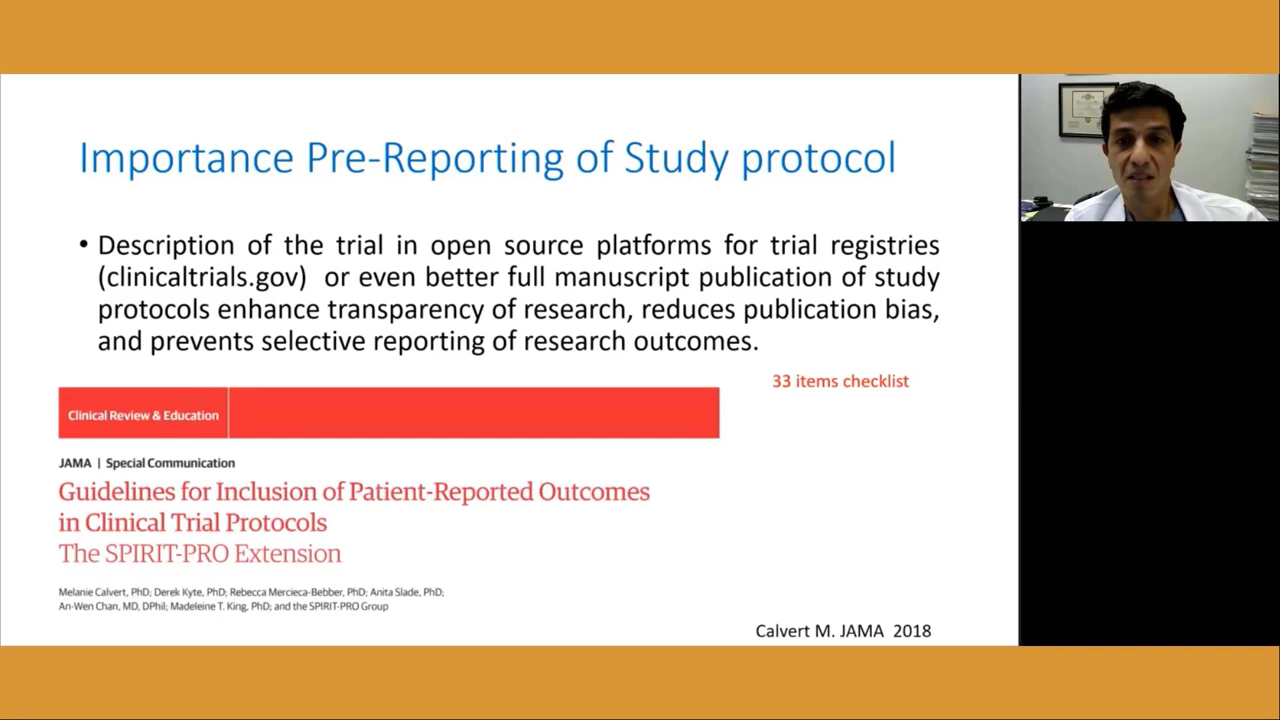 Importance Pre-Reporting of Study protocol
• Description of the trial in open source platforms for trial registries
(clinicaltrials.gov) or even better full manuscript publication of study
protocols enhance transparency of research, reduces publication bias,
and prevents selective reporting of research outcomes.
33 items checklist
Clinical Review & Education
JAMA | Special Communication
Guidelines for Inclusion of Patient-Reported Outcomes
in Clinical Trial Protocols
The SPIRIT-PRO Extension
Melanie Calvert, PhD; Derek Kyte, PhD; Rebecca Mercieca-Bebber, PhD; Anita Slade, PhD;
An-Wen Chan, MD, DPhil; Madeleine T. King, PhD; and the SPIRIT-PRO Group
Calvert M. JAMA 2018